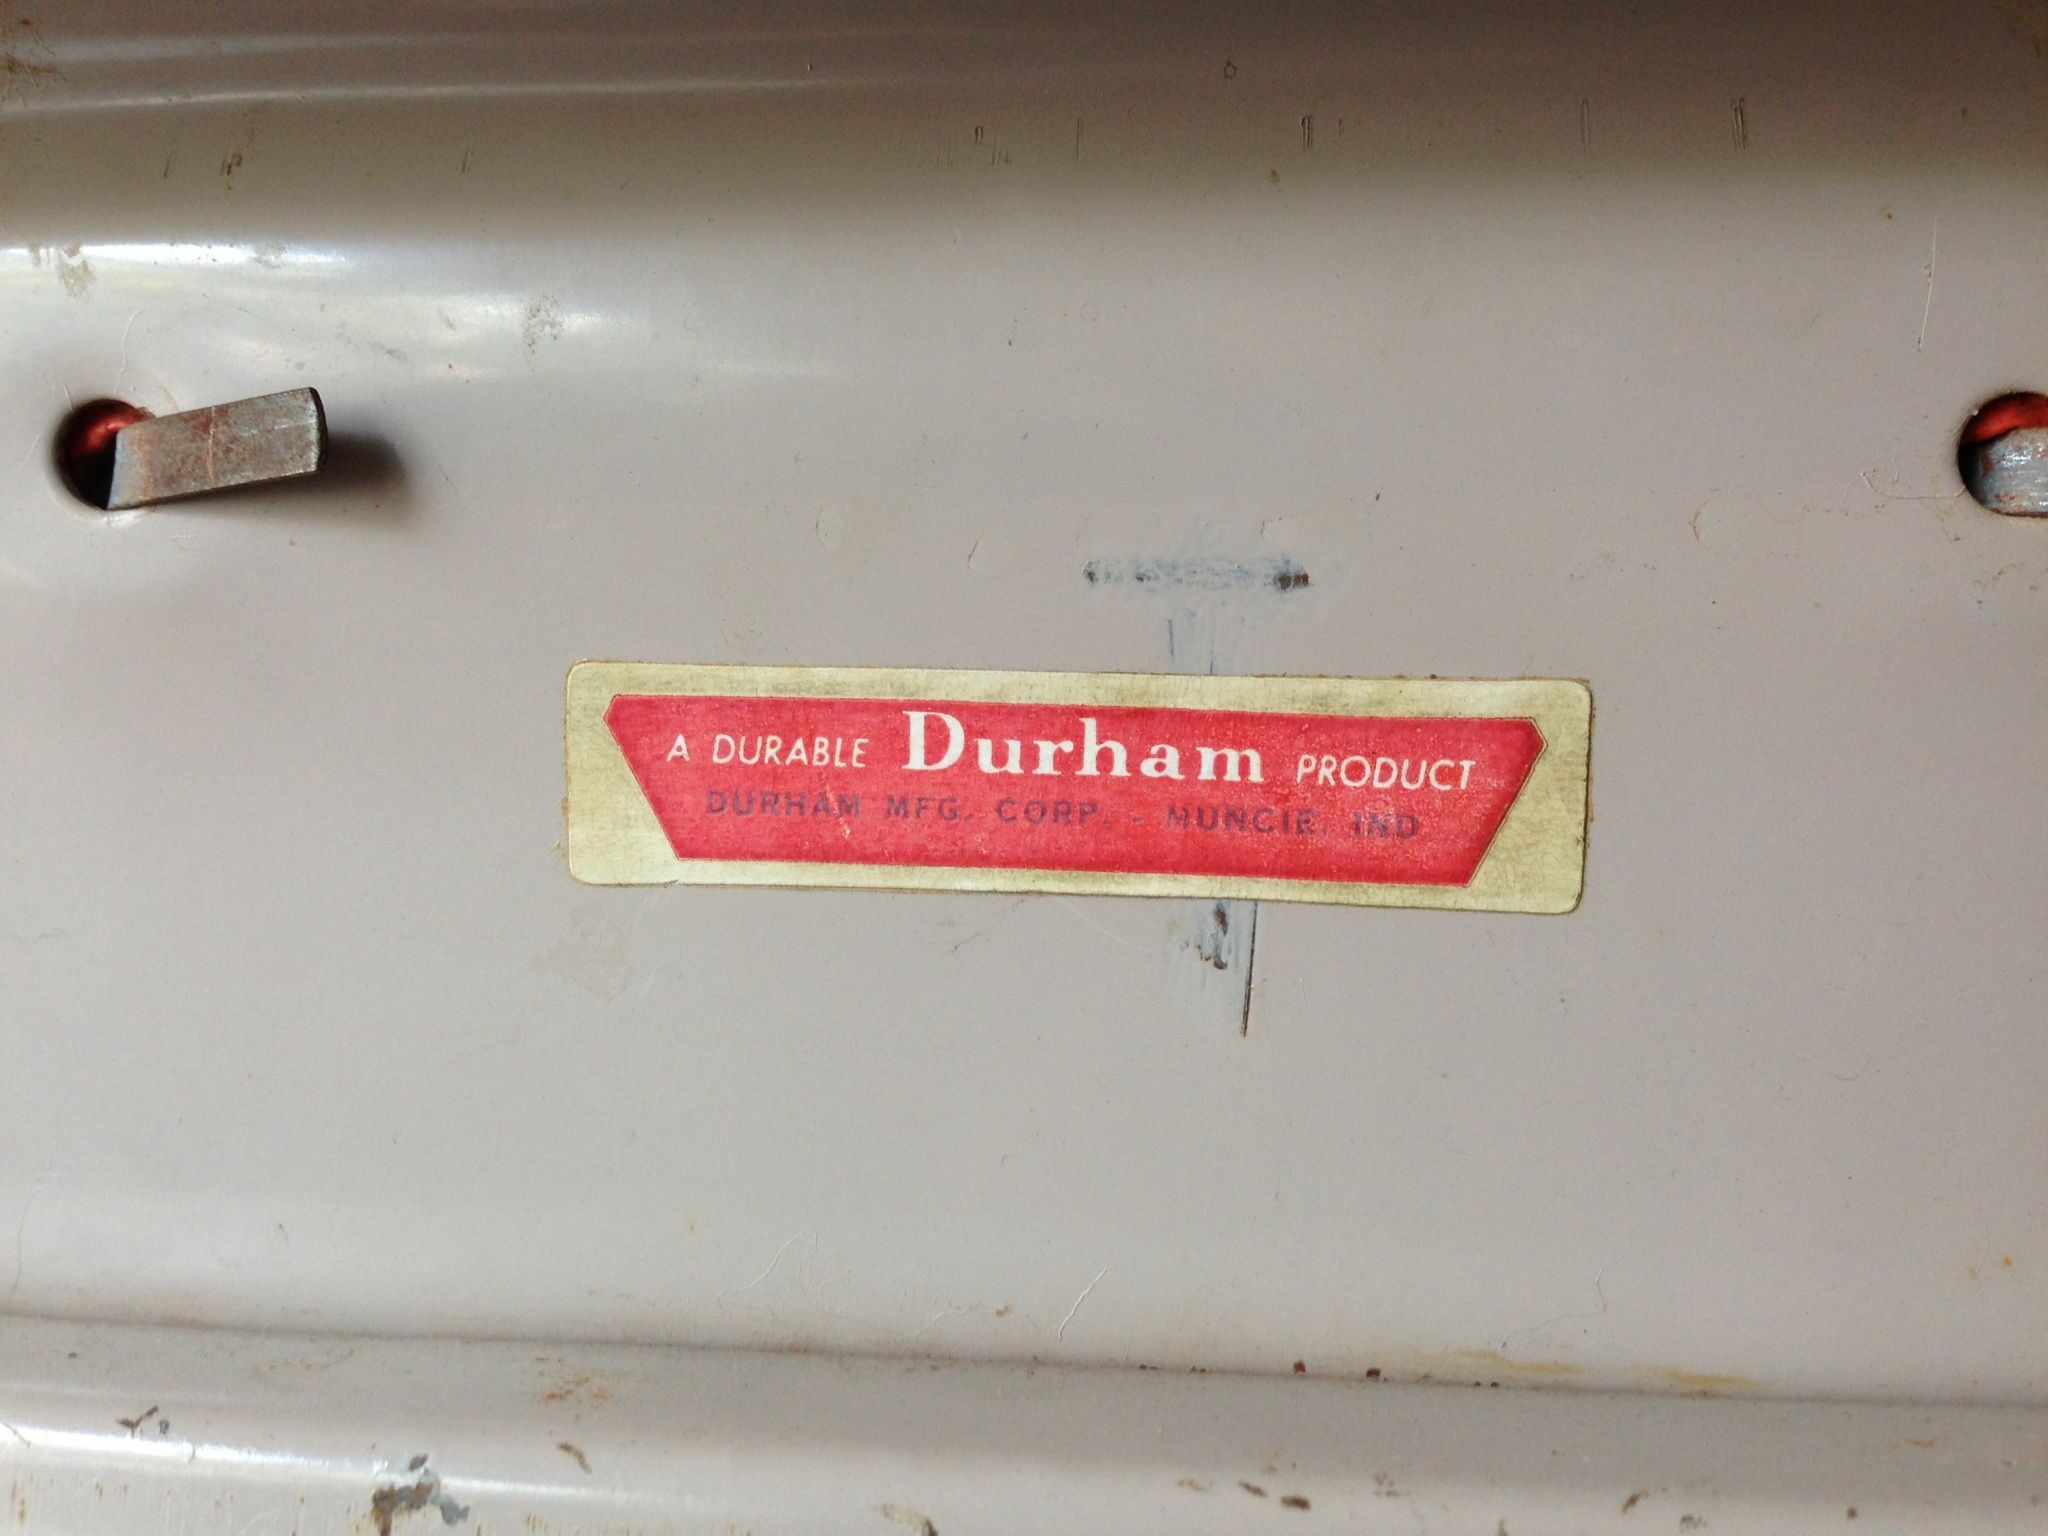 A DURABLE Durham PRODUCT
DURHAM MFG. CORP. - MUNCIE, IND.